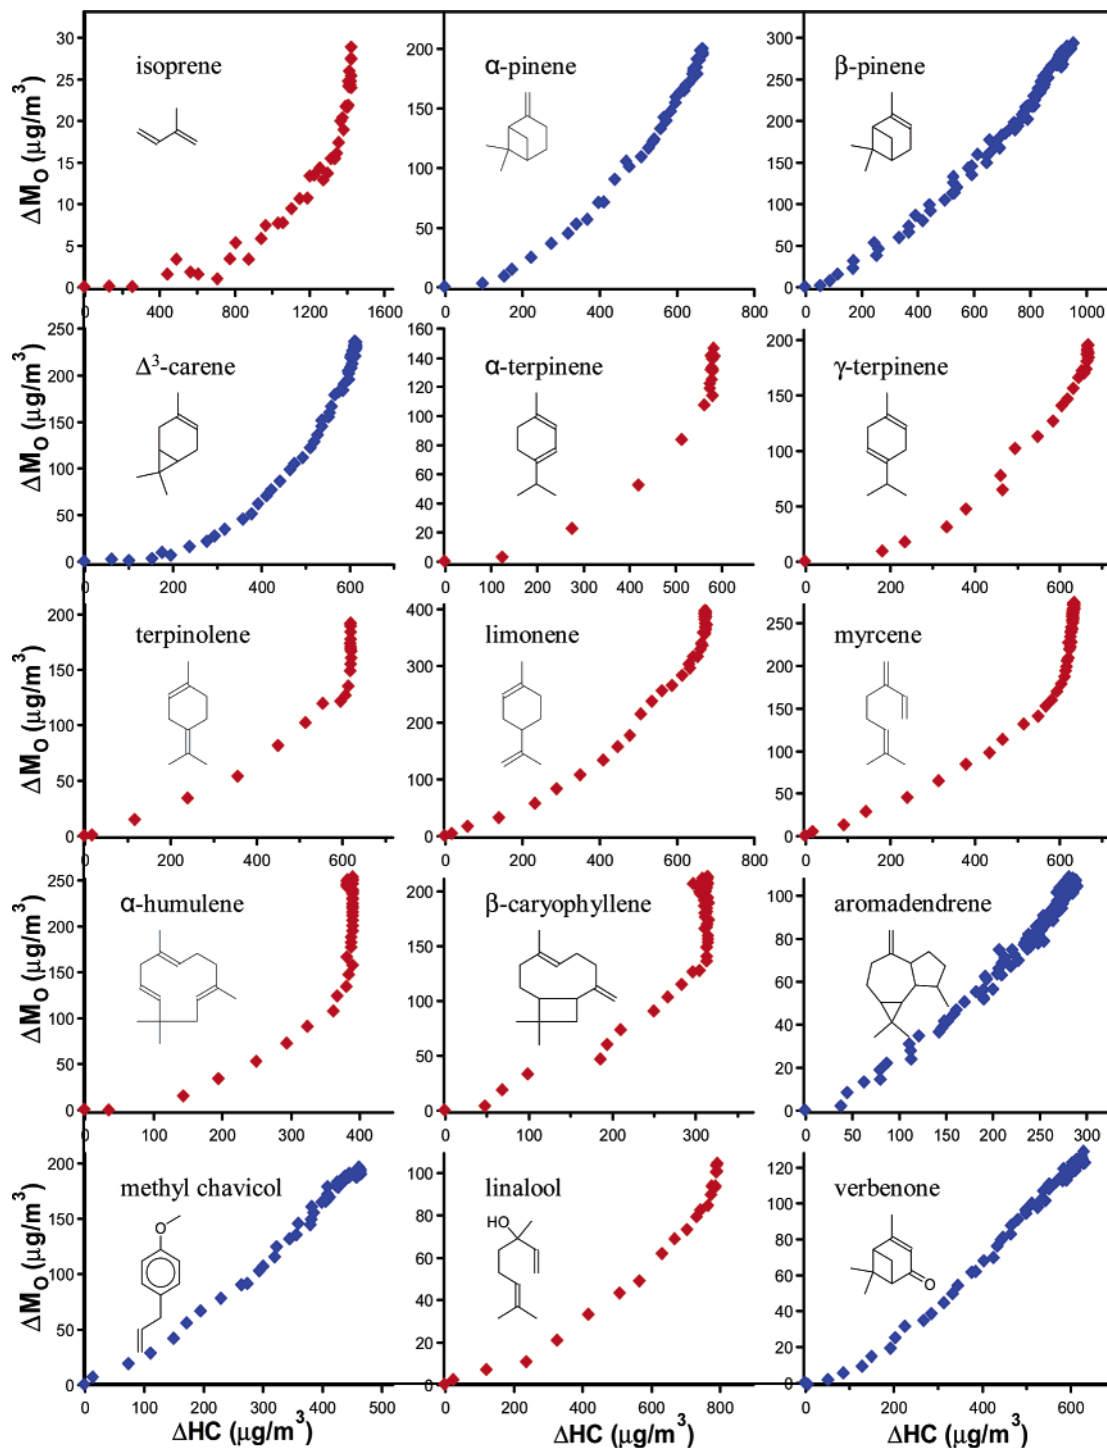 isoprene
α-pinene
β-pinene
ΔM_O (μg/m³)
30
25
20
15
10
5
0
0 400 800 1200 1600
200
150
100
50
0
0 200 400 600 800
300
250
200
150
100
50
0
0 200 400 600 800 1000
Δ³-carene
α-terpinene
γ-terpinene
ΔM_O (μg/m³)
250
200
150
100
50
0
0 200 400 600
160
140
120
100
80
60
40
20
0
0 100 200 300 400 500 600
200
150
100
50
0
0 200 400 600
terpinolene
limonene
myrcene
ΔM_O (μg/m³)
200
150
100
50
0
0 200 400 600
400
300
200
100
0
0 200 400 600 800
250
200
150
100
50
0
0 200 400 600
α-humulene
β-caryophyllene
aromadendrene
ΔM_O (μg/m³)
250
200
150
100
50
0
0 100 200 300 400
200
150
100
50
0
0 100 200 300
100
80
60
40
20
0
0 50 100 150 200 250 300
methyl chavicol
linalool
verbenone
ΔM_O (μg/m³)
200
150
100
50
0
0 100 200 300 400 500
O
100
80
60
40
20
0
0 200 400 600 800
HO
120
100
80
60
40
20
0
0 100 200 300 400 500 600
O
ΔHC (μg/m³)
ΔHC (μg/m³)
ΔHC (μg/m³)